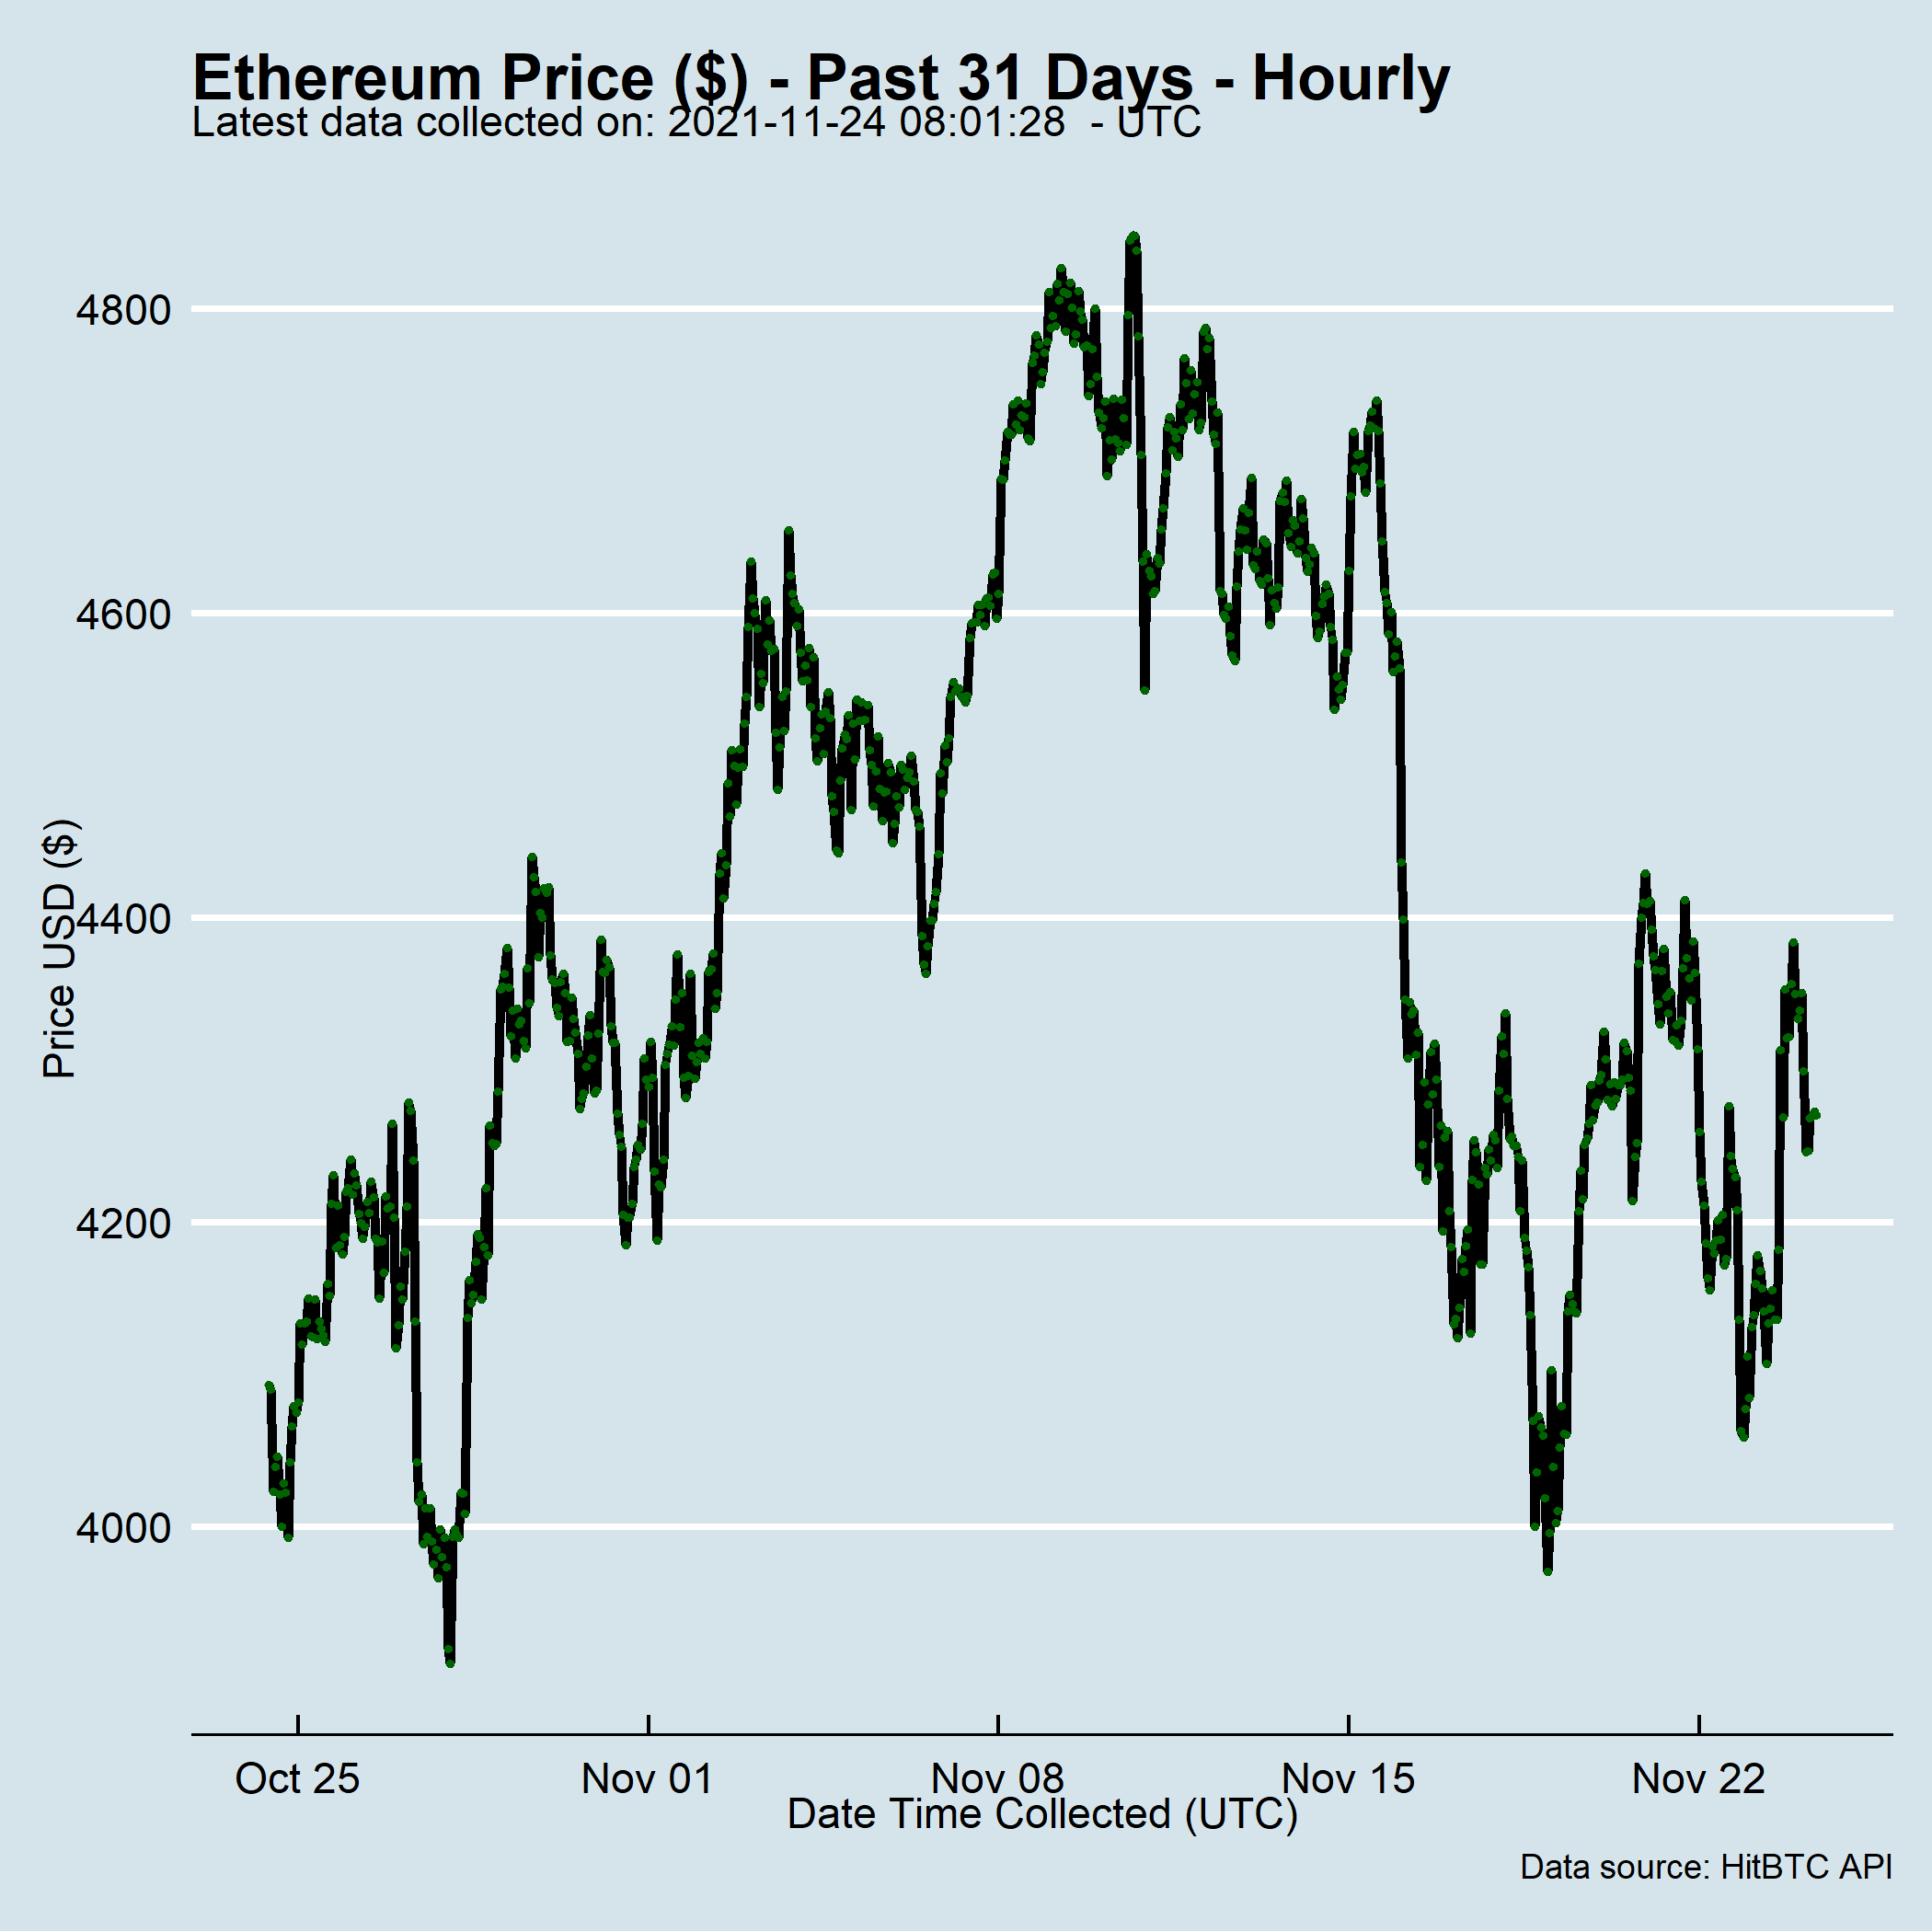 Ethereum Price ($) - Past 31 Days - Hourly
Latest data collected on: 2021-11-24 08:01:28  - UTC
Price USD ($)
4800
4600
4400
4200
4000
Oct 25
Nov 01
Nov 08
Nov 15
Nov 22
Date Time Collected (UTC)
Data source: HitBTC API